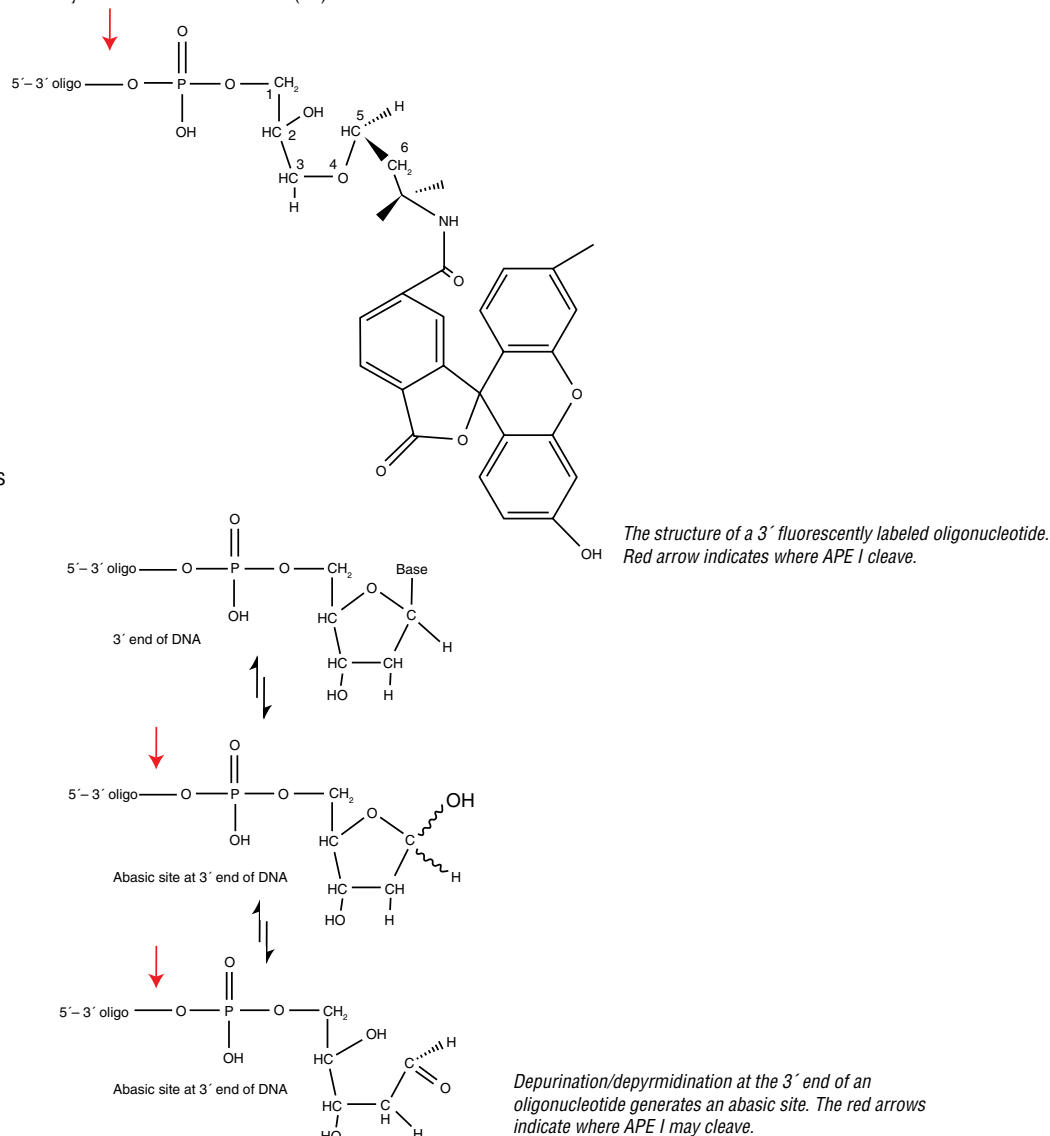 5´– 3´ oligo O P O CH2
O
OH
1
HC 2 OH
HC 3 4 O
H
5 HC H
6
CH2
NH
O
O
O
O
OH
s
The structure of a 3´ fluorescently labeled oligonucleotide.
Red arrow indicates where APE I cleave.
O
5´– 3´ oligo O P O CH2 Base
OH HC O C
3´ end of DNA
H
HC CH
HO H
O
5´– 3´ oligo O P O CH2 OH
OH HC O C
Abasic site at 3´ end of DNA
H
HC CH
HO H
O
5´– 3´ oligo O P O CH2
OH HC OH C H
O
Abasic site at 3´ end of DNA
HC C
H H
HO
Depurination/depyrmidination at the 3´ end of an
oligonucleotide generates an abasic site. The red arrows
indicate where APE I may cleave.